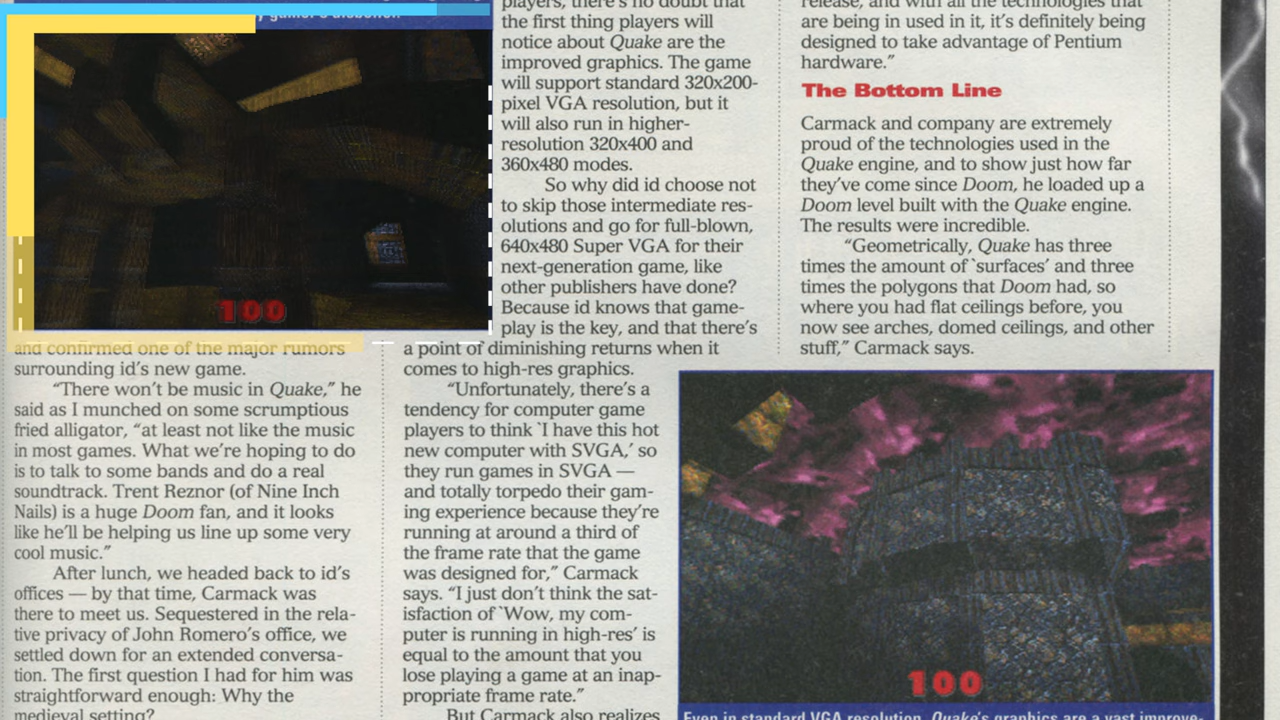 y gamer's disbelief.
100
and confirmed one of the major rumors
surrounding id's new game.
"There won't be music in Quake," he
said as I munched on some scrumptious
fried alligator, "at least not like the music
in most games. What we're hoping to do
is to talk to some bands and do a real
soundtrack. Trent Reznor (of Nine Inch
Nails) is a huge Doom fan, and it looks
like he'll be helping us line up some very
cool music."
After lunch, we headed back to id's
offices — by that time, Carmack was
there to meet us. Sequestered in the rela-
tive privacy of John Romero's office, we
settled down for an extended conversa-
tion. The first question I had for him was
straightforward enough: Why the
medieval setting?
players, there's no doubt that
the first thing players will
notice about Quake are the
improved graphics. The game
will support standard 320x200-
pixel VGA resolution, but it
will also run in higher-
resolution 320x400 and
360x480 modes.
So why did id choose not
to skip those intermediate res-
olutions and go for full-blown,
640x480 Super VGA for their
next-generation game, like
other publishers have done?
Because id knows that game-
play is the key, and that there's
a point of diminishing returns when it
comes to high-res graphics.
"Unfortunately, there's a
tendency for computer game
players to think `I have this hot
new computer with SVGA,' so
they run games in SVGA —
and totally torpedo their gam-
ing experience because they're
running at around a third of
the frame rate that the game
was designed for," Carmack
says. "I just don't think the sat-
isfaction of `Wow, my com-
puter is running in high-res' is
equal to the amount that you
lose playing a game at an inap-
propriate frame rate."
But Carmack also realizes
release, and with all the technologies that
are being in used in it, it's definitely being
designed to take advantage of Pentium
hardware."
The Bottom Line
Carmack and company are extremely
proud of the technologies used in the
Quake engine, and to show just how far
they've come since Doom, he loaded up a
Doom level built with the Quake engine.
The results were incredible.
"Geometrically, Quake has three
times the amount of `surfaces' and three
times the polygons that Doom had, so
where you had flat ceilings before, you
now see arches, domed ceilings, and other
stuff," Carmack says.
100
Even in standard VGA resolution, Quake's graphics are a vast improve-